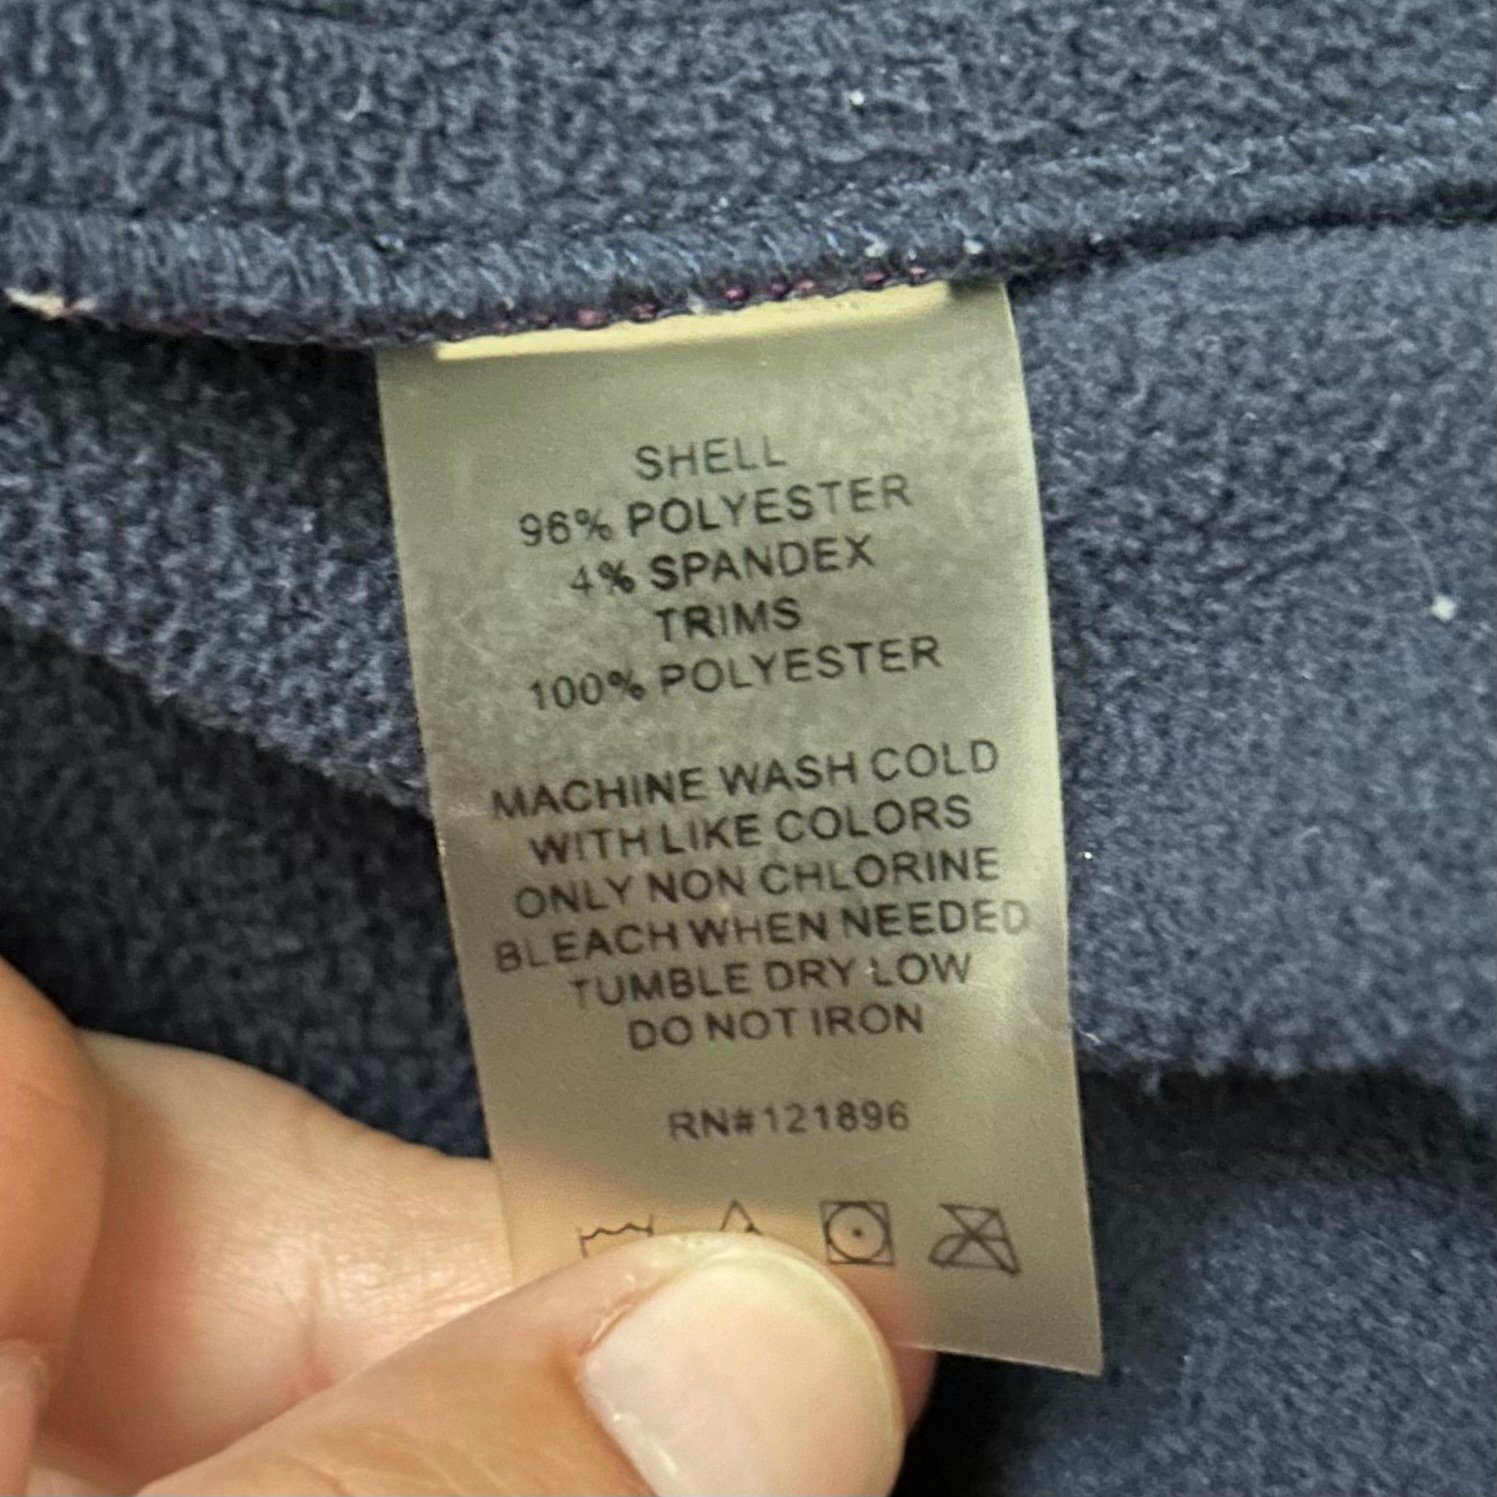 SHELL
96% POLYESTER
4% SPANDEX
TRIMS
100% POLYESTER
MACHINE WASH COLD
WITH LIKE COLORS
ONLY NON CHLORINE
BLEACH WHEN NEEDED
TUMBLE DRY LOW
DO NOT IRON
RN#121896